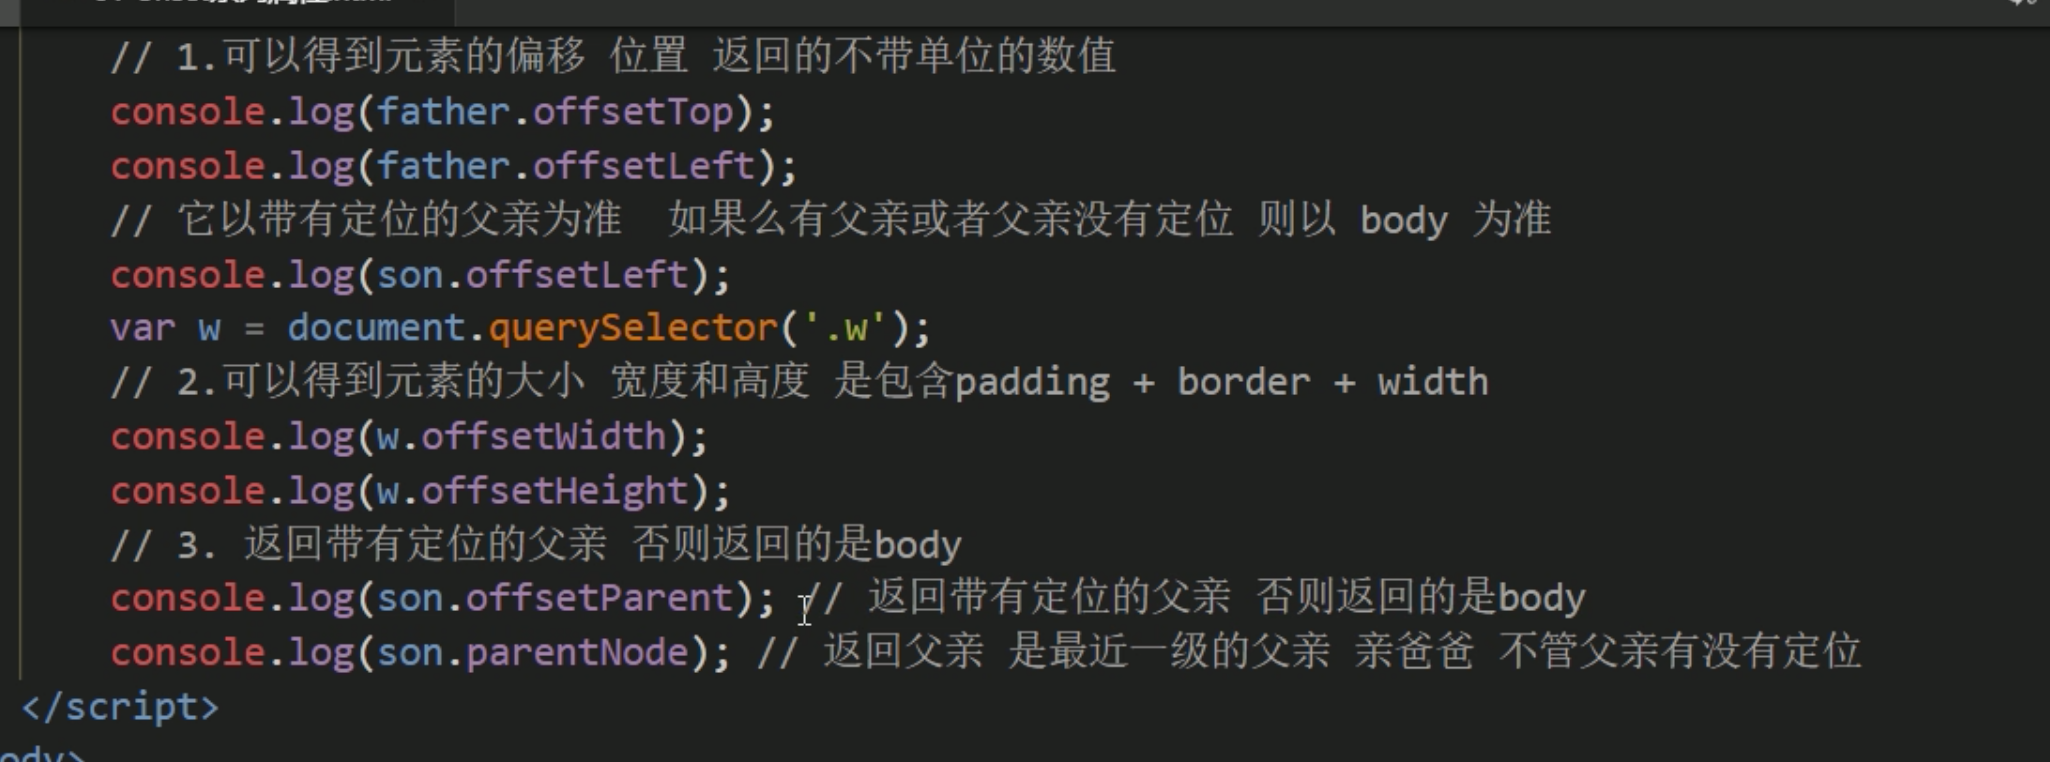 // 1.可以得到元素的偏移 位置 返回的不带单位的数值
console.log(father.offsetTop);
console.log(father.offsetLeft);
// 它以带有定位的父亲为准  如果么有父亲或者父亲没有定位 则以 body 为准
console.log(son.offsetLeft);
var w = document.querySelector('.w');
// 2.可以得到元素的大小 宽度和高度 是包含padding + border + width
console.log(w.offsetWidth);
console.log(w.offsetHeight);
// 3. 返回带有定位的父亲 否则返回的是body
console.log(son.offsetParent); // 返回带有定位的父亲 否则返回的是body
console.log(son.parentNode); // 返回父亲 是最近一级的父亲 亲爸爸 不管父亲有没有定位
</script>